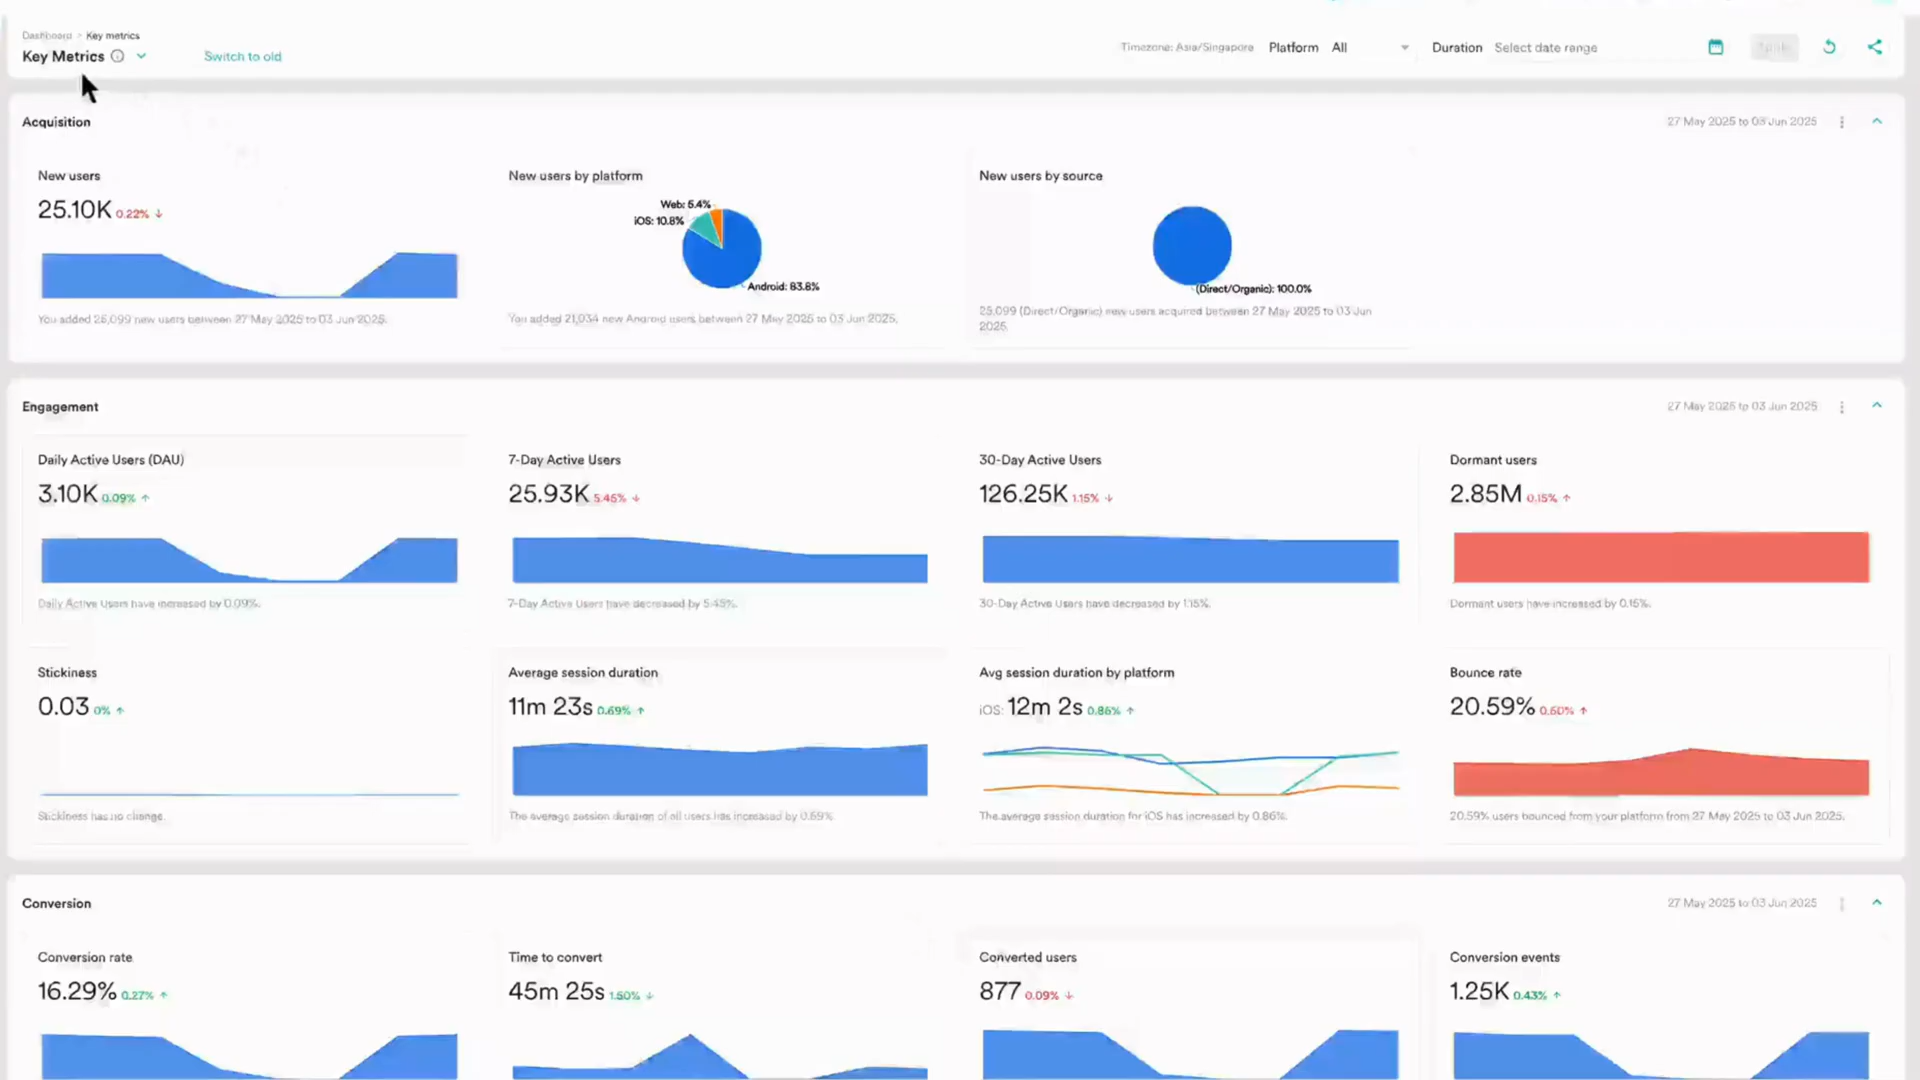 Dashboard > Key metrics
Key Metrics
Switch to old
Timezone: Asia/Singapore
Platform All
Duration Select date range
Acquisition
27 May 2025 to 03 Jun 2025
New users
25.10K 0.22% ↓
You added 25,099 new users between 27 May 2025 to 03 Jun 2025.
New users by platform
Web: 5.4%
iOS: 10.8%
Android: 83.8%
You added 21,034 new Android users between 27 May 2025 to 03 Jun 2025.
New users by source
(Direct/Organic): 100.0%
25,099 (Direct/Organic) new users acquired between 27 May 2025 to 03 Jun
2025.
Engagement
27 May 2025 to 03 Jun 2025
Daily Active Users (DAU)
3.10K 0.09% ↑
Daily Active Users have increased by 0.09%.
7-Day Active Users
25.93K 5.45% ↓
7-Day Active Users have decreased by 5.45%.
30-Day Active Users
126.25K 1.15% ↓
30-Day Active Users have decreased by 1.15%.
Dormant users
2.85M 0.15% ↑
Dormant users have increased by 0.15%.
Stickiness
0.03 0% ↑
Stickiness has no change.
Average session duration
11m 23s 0.69% ↑
The average session duration of all users has increased by 0.69%.
Avg session duration by platform
iOS: 12m 2s 0.86% ↑
The average session duration for iOS has increased by 0.86%.
Bounce rate
20.59% 0.60% ↑
20.59% users bounced from your platform from 27 May 2025 to 03 Jun 2025.
Conversion
27 May 2025 to 03 Jun 2025
Conversion rate
16.29% 0.27% ↑
Time to convert
45m 25s 1.50% ↓
Converted users
877 0.09% ↓
Conversion events
1.25K 0.43% ↑